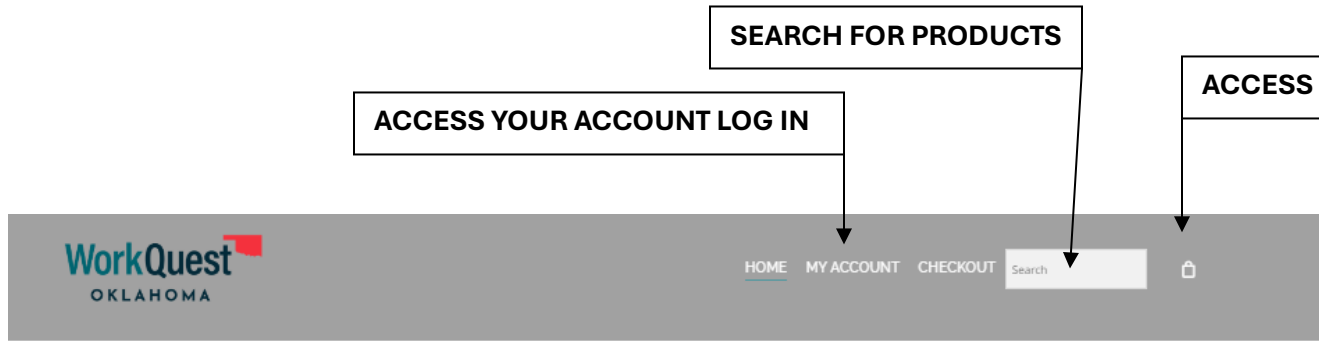 SEARCH FOR PRODUCTS
ACCESS
ACCESS YOUR ACCOUNT LOG IN
WorkQuest
OKLAHOMA
HOME MY ACCOUNT CHECKOUT Search